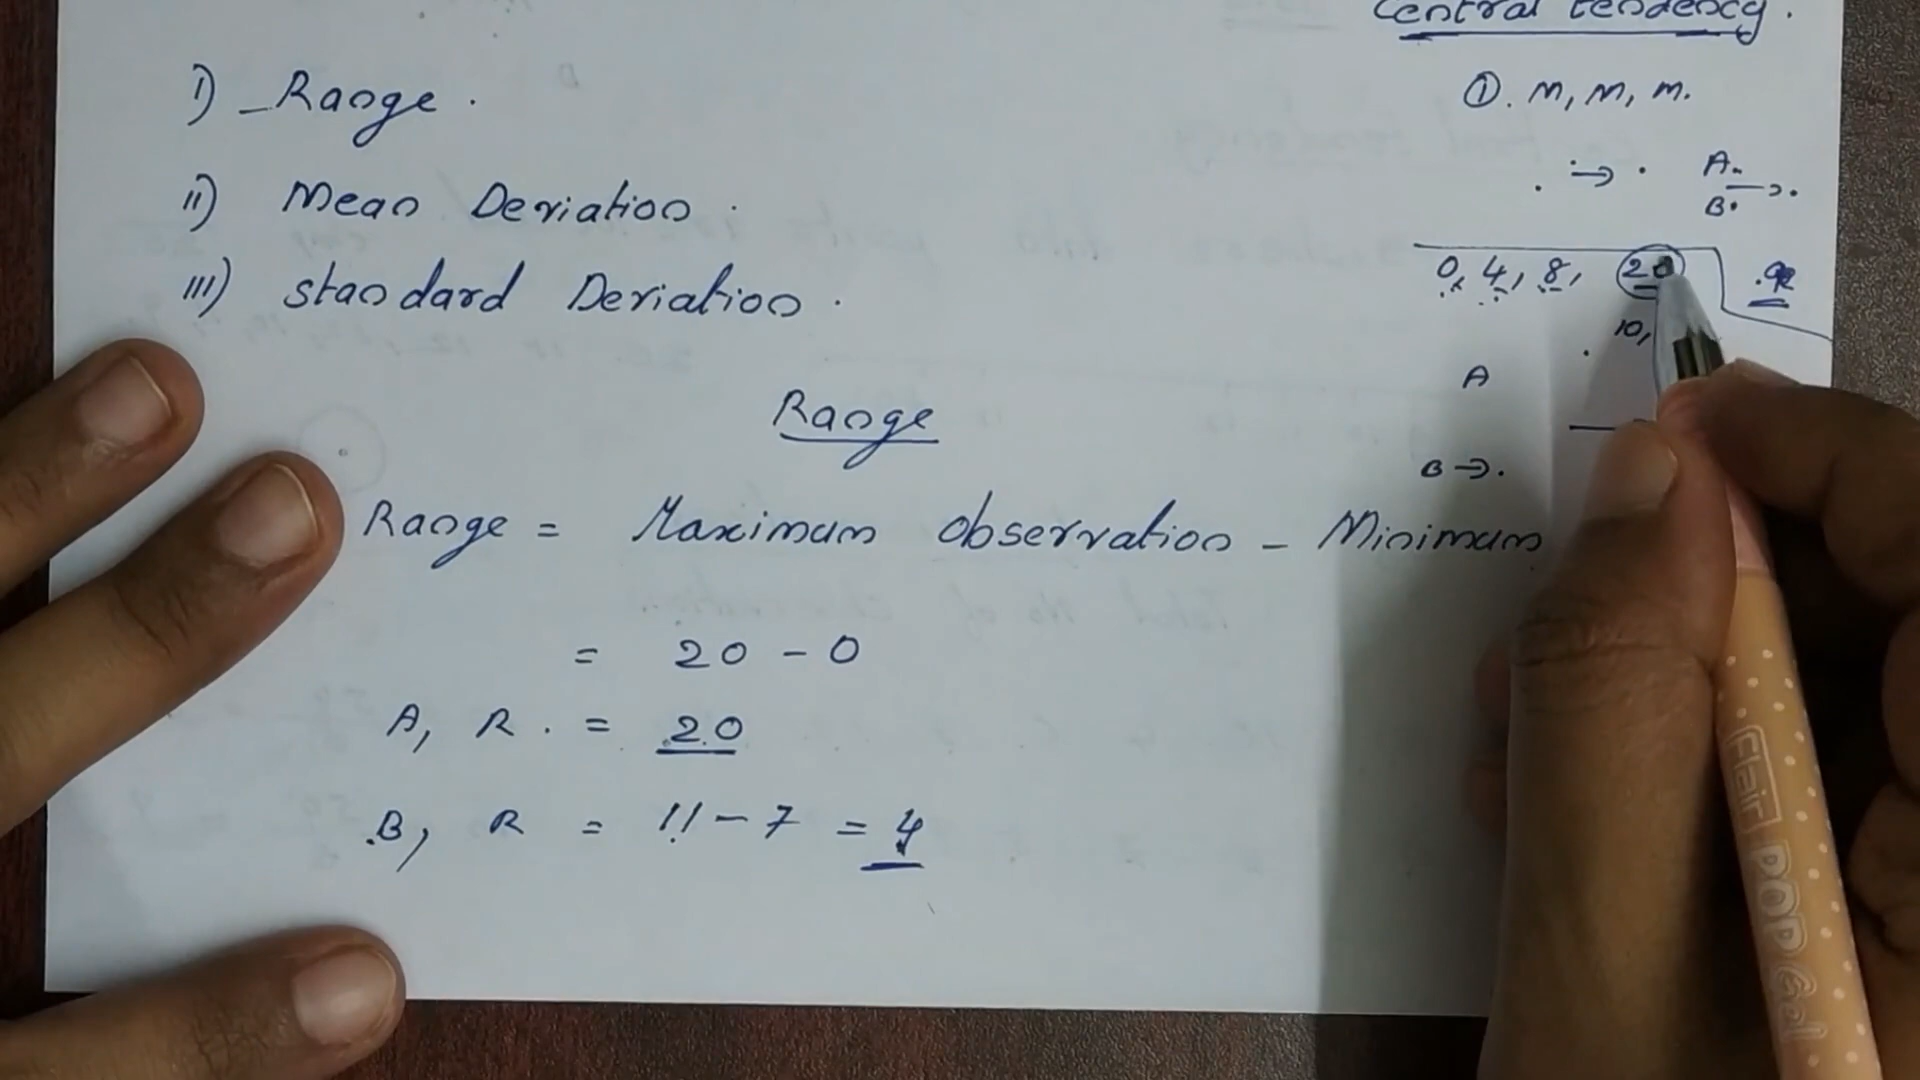 Central tendency.
①. M, M, M.
i) Range.
ii) Mean Deviation.
iii) standard Deviation.
. → . A.
B. → .
0, 4, 8, 20
10,
A
B → .
Range
Range = Maximum observation - Minimum
= 20 - 0
A, R. = 20
B, R = 11 - 7 = 4
Flair POP Gel